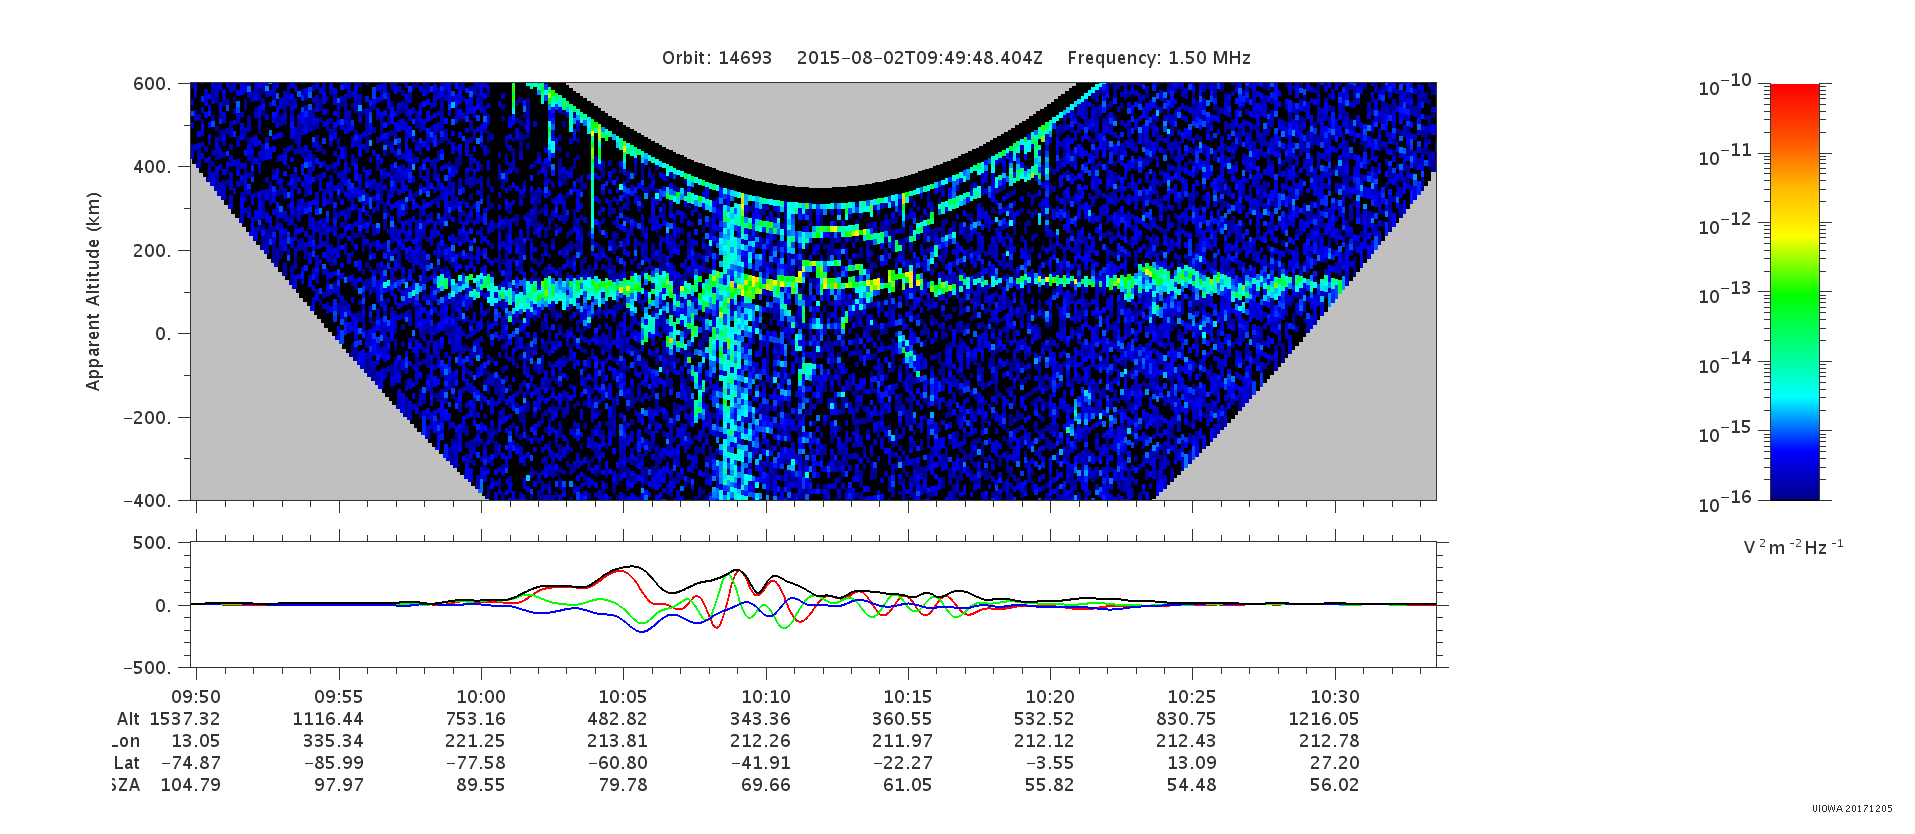 Orbit: 14693 2015-08-02T09:49:48.404Z Frequency: 1.50 MHz
600.
400.
200.
0.
-200.
-400.
Apparent Altitude (km)
10-10
10-11
10-12
10-13
10-14
10-15
10-16
V2m-2Hz-1
500.
0.
-500.
09:50 09:55 10:00 10:05 10:10 10:15 10:20 10:25 10:30
Alt 1537.32 1116.44 753.16 482.82 343.36 360.55 532.52 830.75 1216.05
Lon 13.05 335.34 221.25 213.81 212.26 211.97 212.12 212.43 212.78
Lat -74.87 -85.99 -77.58 -60.80 -41.91 -22.27 -3.55 13.09 27.20
SZA 104.79 97.97 89.55 79.78 69.66 61.05 55.82 54.48 56.02
UIOWA 20171205